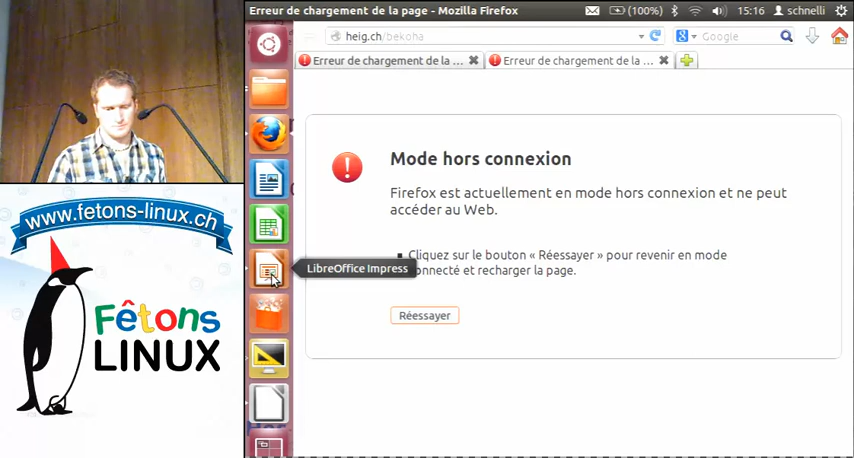 Erreur de chargement de la page - Mozilla Firefox
(100%)
15:16
schnelli
heig.ch/bekoha
Google
Erreur de chargement de la ...
Erreur de chargement de la ...
Mode hors connexion
Firefox est actuellement en mode hors connexion et ne peut
accéder au Web.
Cliquez sur le bouton « Réessayer » pour revenir en mode
onnecté et recharger la page.
LibreOffice Impress
Réessayer
www.fetons-linux.ch
Fêtons
LINUX